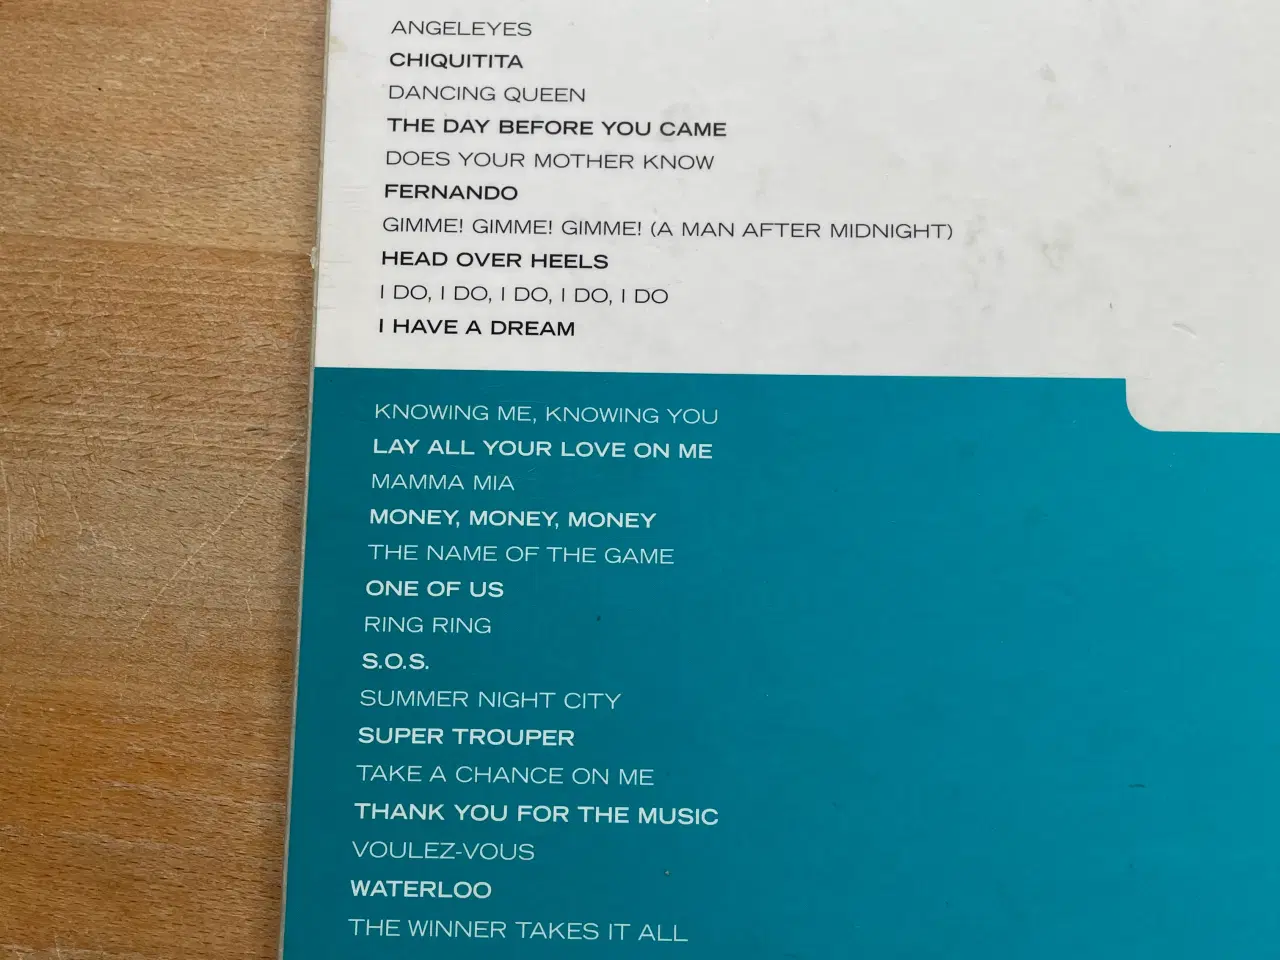 ANGELEYES
CHIQUITITA
DANCING QUEEN
THE DAY BEFORE YOU CAME
DOES YOUR MOTHER KNOW
FERNANDO
GIMME! GIMME! GIMME! (A MAN AFTER MIDNIGHT)
HEAD OVER HEELS
I DO, I DO, I DO, I DO, I DO
I HAVE A DREAM
KNOWING ME, KNOWING YOU
LAY ALL YOUR LOVE ON ME
MAMMA MIA
MONEY, MONEY, MONEY
THE NAME OF THE GAME
ONE OF US
RING RING
S.O.S.
SUMMER NIGHT CITY
SUPER TROUPER
TAKE A CHANCE ON ME
THANK YOU FOR THE MUSIC
VOULEZ-VOUS
WATERLOO
THE WINNER TAKES IT ALL